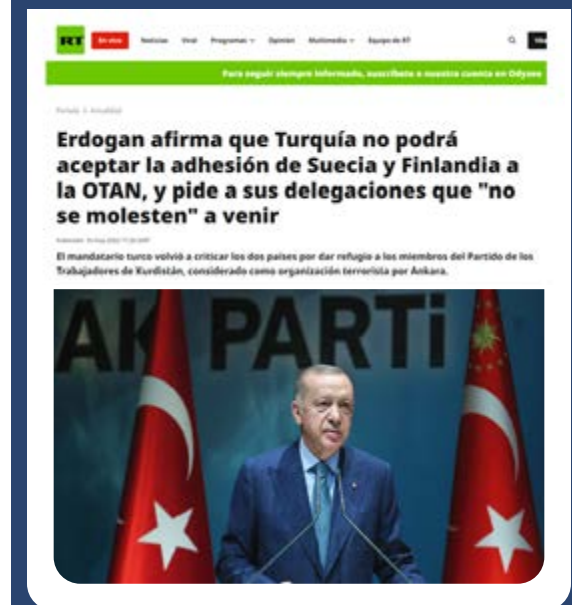 RT
En vivo Noticias Viral Programas Opinión Multimedia Equipo de RT
Para seguir siempre informado, suscríbete a nuestra cuenta en Odysee
Portada Actualidad
Erdogan afirma que Turquía no podrá
aceptar la adhesión de Suecia y Finlandia a
la OTAN, y pide a sus delegaciones que "no
se molesten" a venir
El mandatario turco volvió a criticar los dos países por dar refugio a los miembros del Partido de los
Trabajadores de Kurdistán, considerado como organización terrorista por Ankara.
AK PARTİ